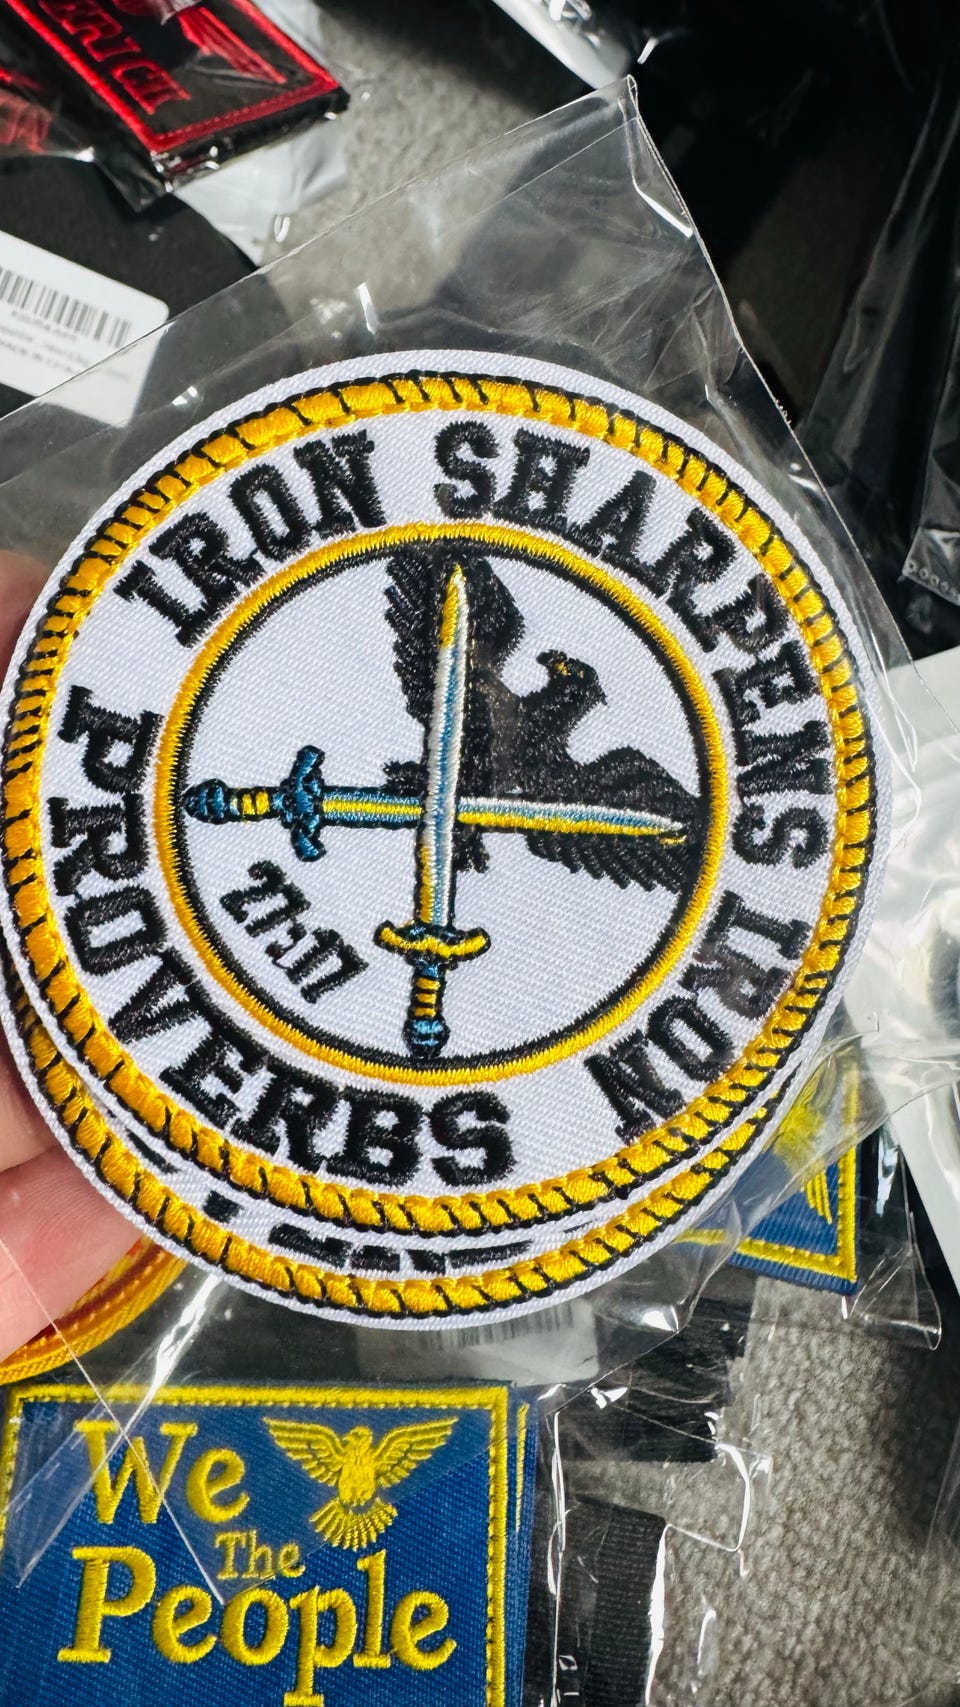 IRON SHARPENS IRON
PROVERBS
27:17
We
The
People